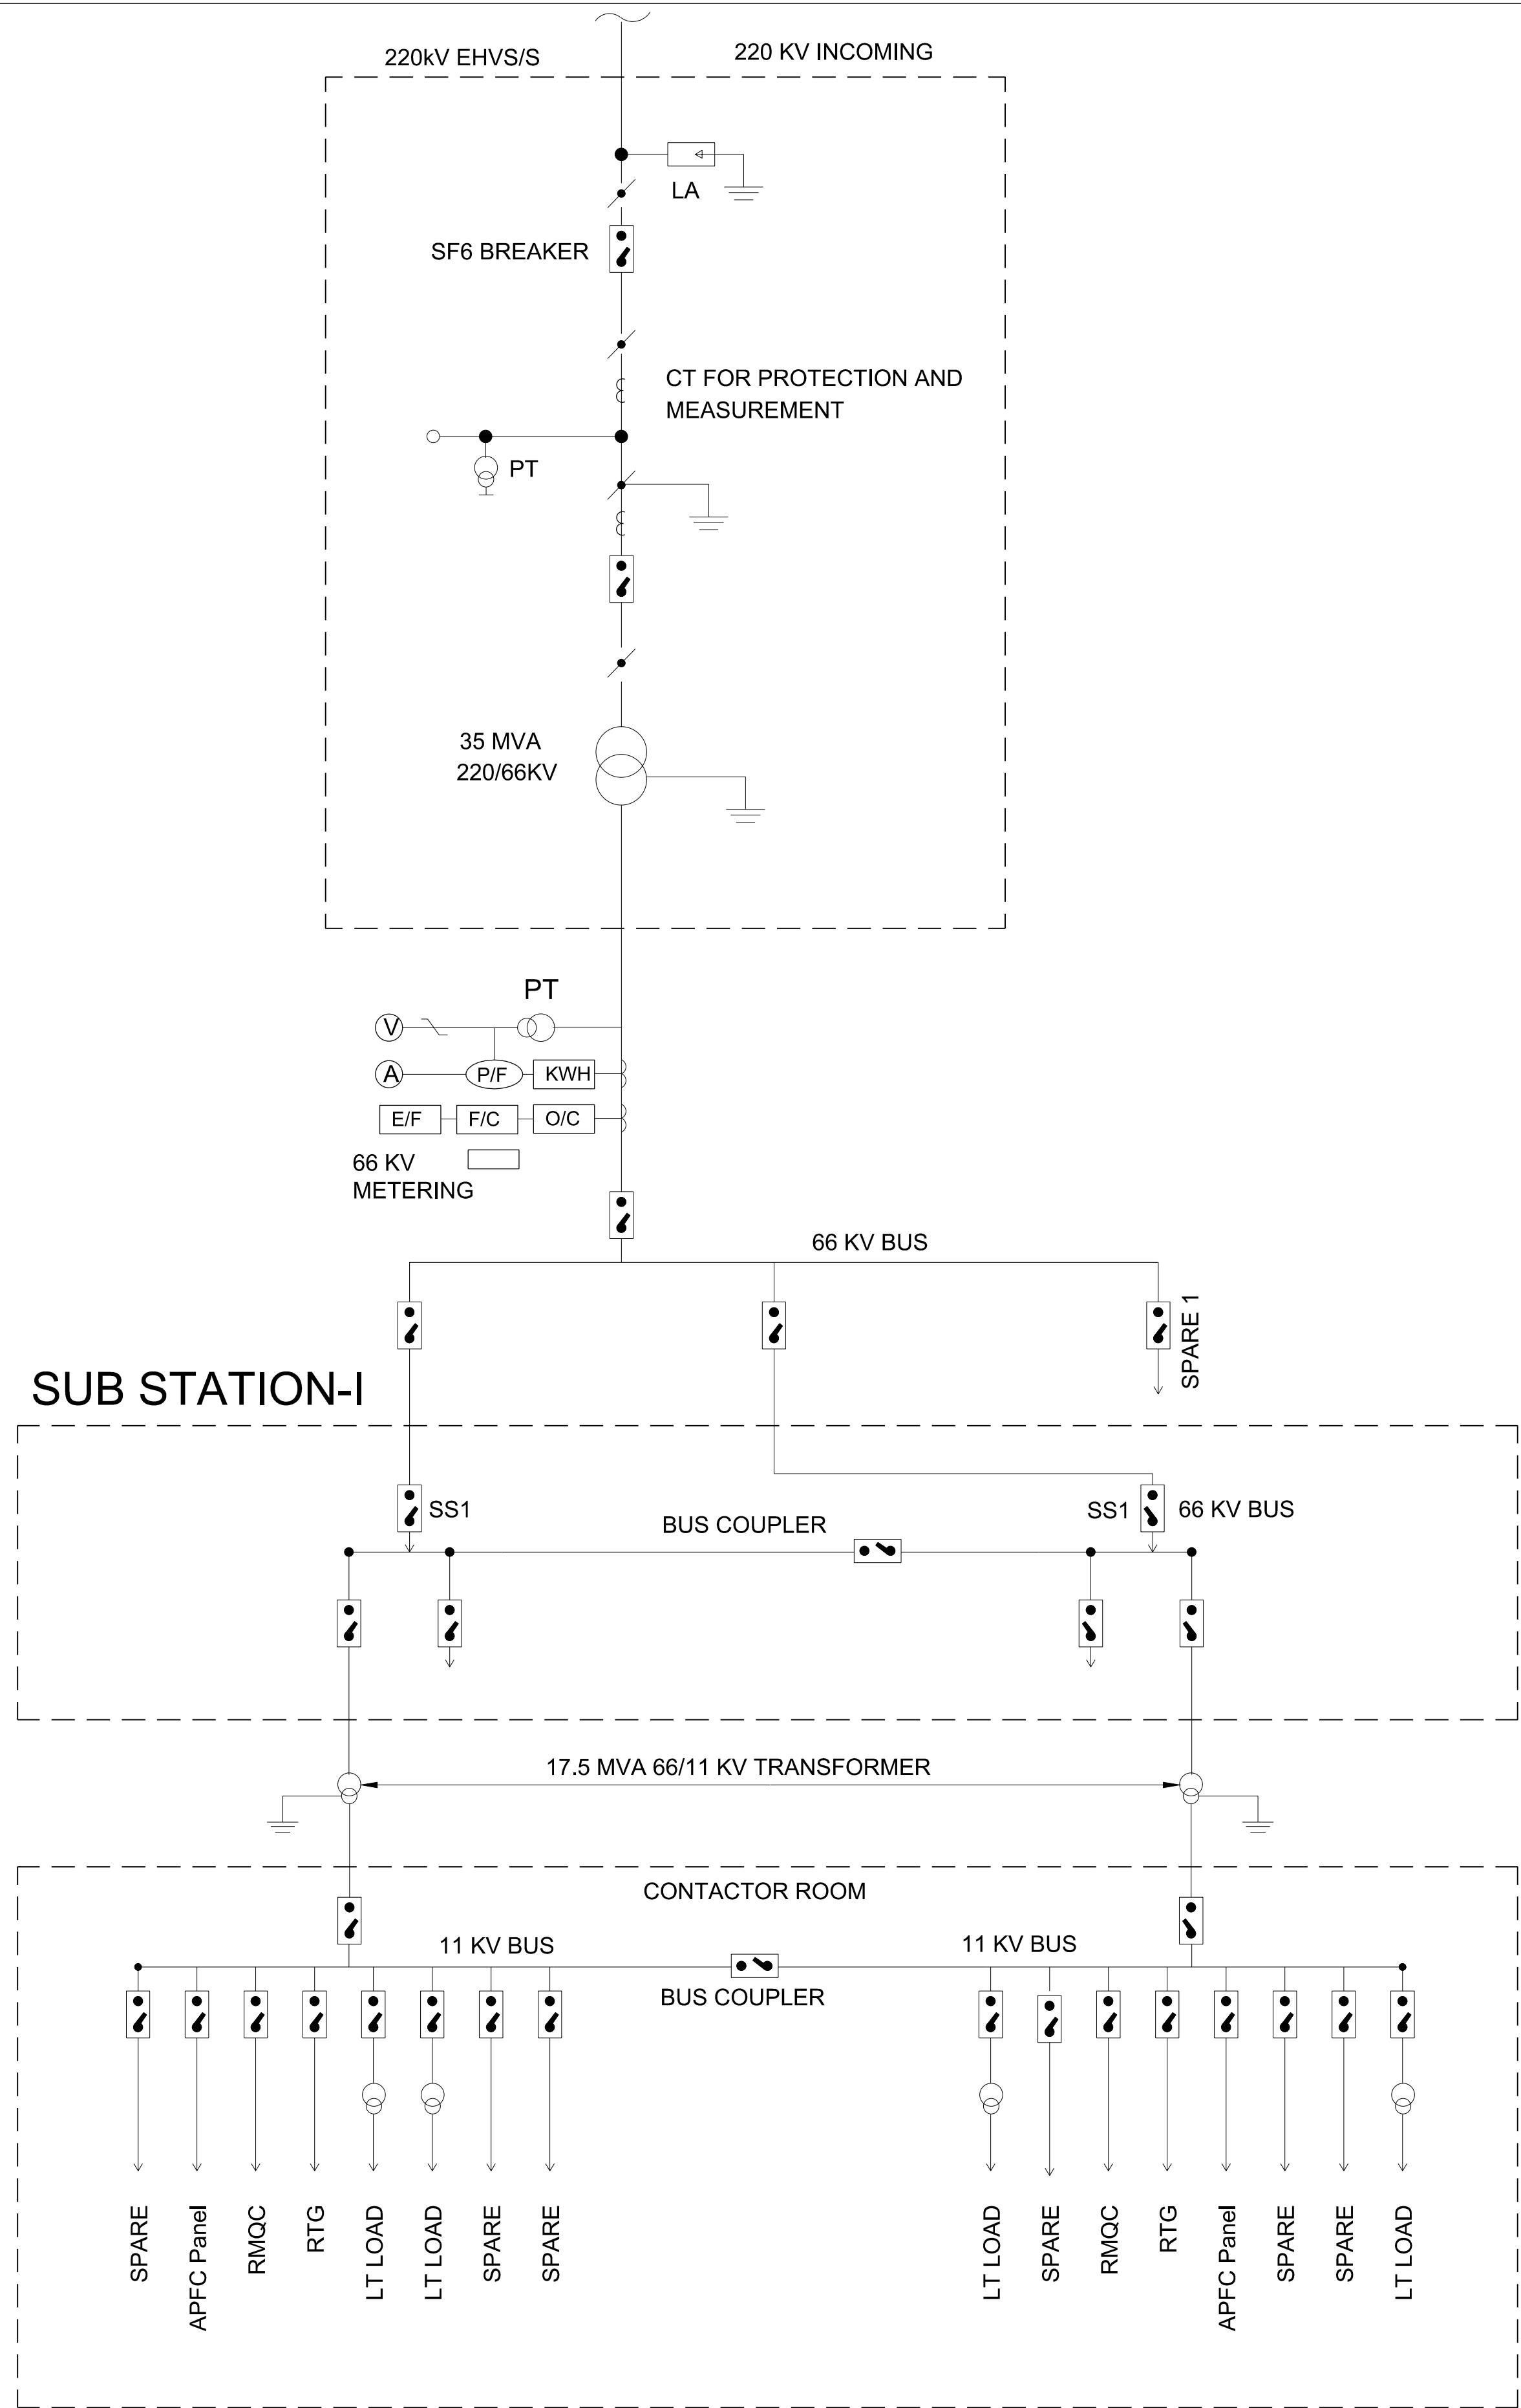 220kV EHVS/S
220 KV INCOMING
LA
SF6 BREAKER
CT FOR PROTECTION AND
MEASUREMENT
PT
35 MVA
220/66KV
PT
V
A
P/F
KWH
E/F
F/C
O/C
66 KV
METERING
66 KV BUS
SPARE 1
SUB STATION-I
SS1
SS1
66 KV BUS
BUS COUPLER
17.5 MVA 66/11 KV TRANSFORMER
CONTACTOR ROOM
11 KV BUS
11 KV BUS
BUS COUPLER
SPARE
APFC Panel
RMQC
RTG
LT LOAD
LT LOAD
SPARE
SPARE
LT LOAD
SPARE
RMQC
RTG
APFC Panel
SPARE
SPARE
LT LOAD